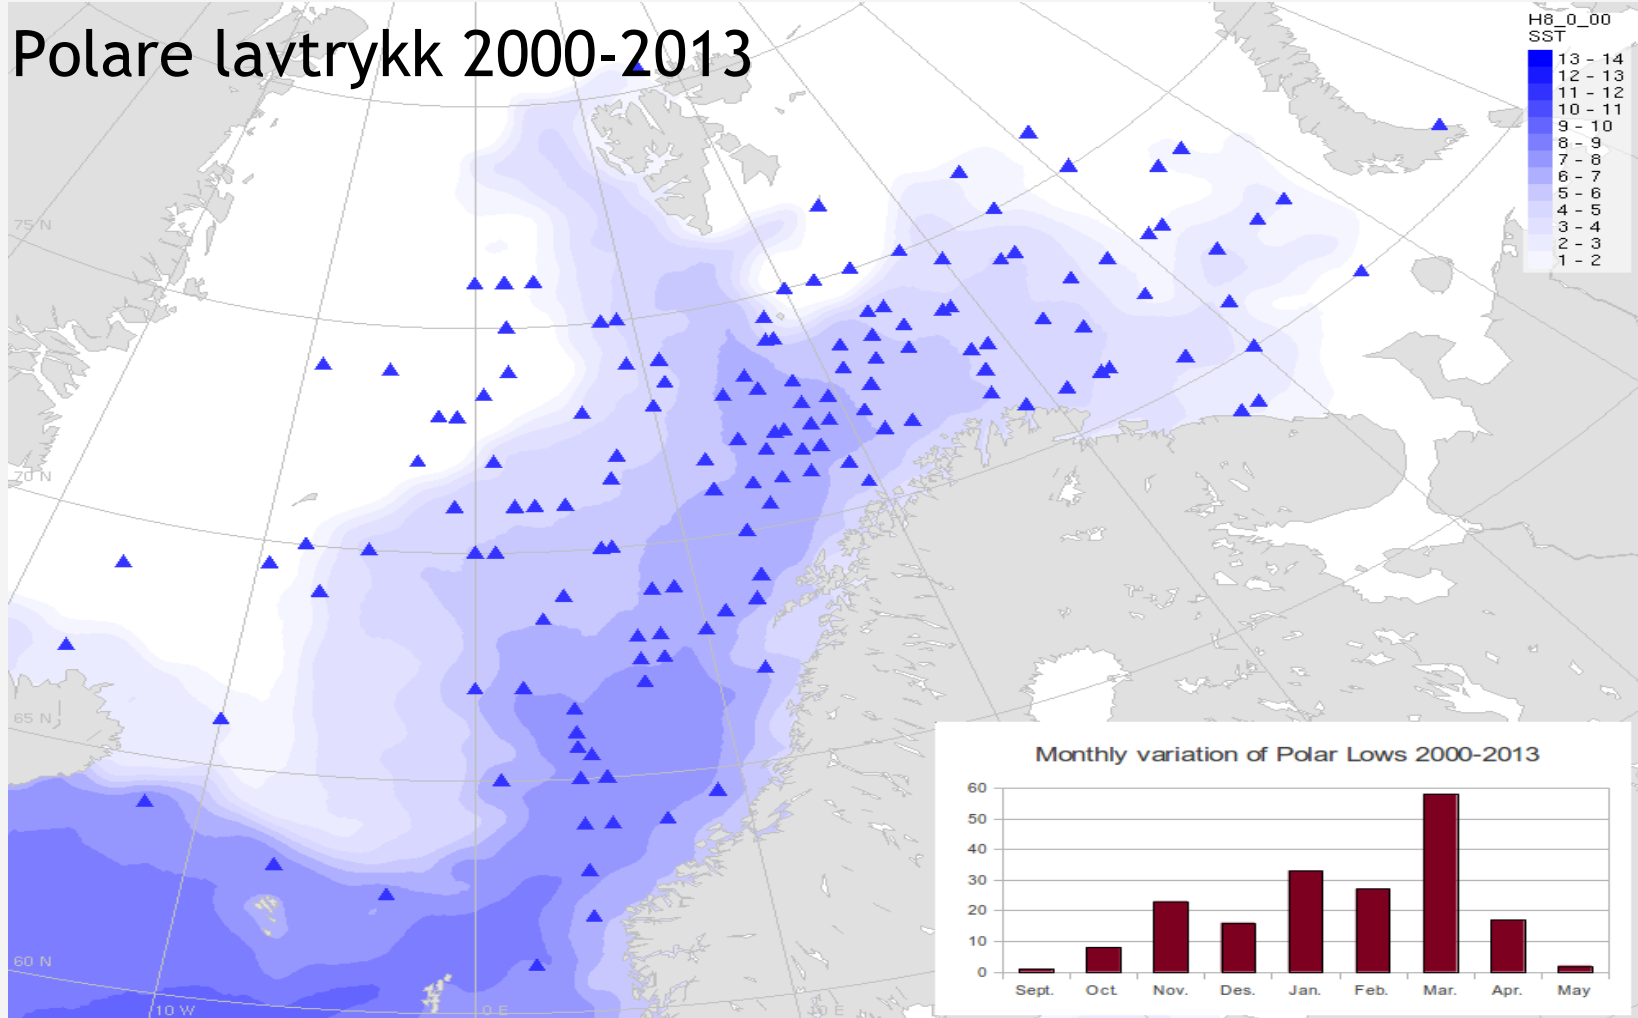 Polare lavtrykk 2000-2013
H8_0_00
SST
13 - 14
12 - 13
11 - 12
10 - 11
9 - 10
8 - 9
7 - 8
6 - 7
5 - 6
4 - 5
3 - 4
2 - 3
1 - 2
75 N
70 N
65 N
60 N
10 W
0 E
Monthly variation of Polar Lows 2000-2013
60
50
40
30
20
10
0
Sept. Oct. Nov. Des. Jan. Feb. Mar. Apr. May